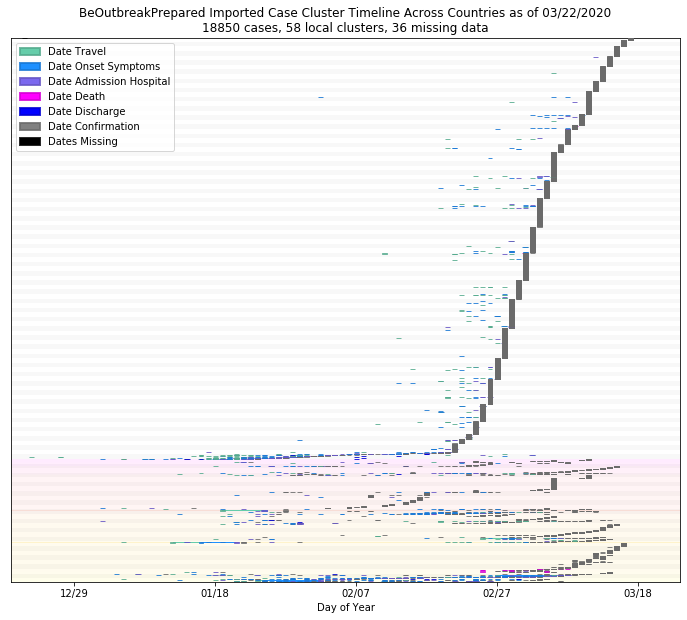 BeOutbreakPrepared Imported Case Cluster Timeline Across Countries as of 03/22/2020
18850 cases, 58 local clusters, 36 missing data
Date Travel
Date Onset Symptoms
Date Admission Hospital
Date Death
Date Discharge
Date Confirmation
Dates Missing
12/29 01/18 02/07 02/27 03/18
Day of Year